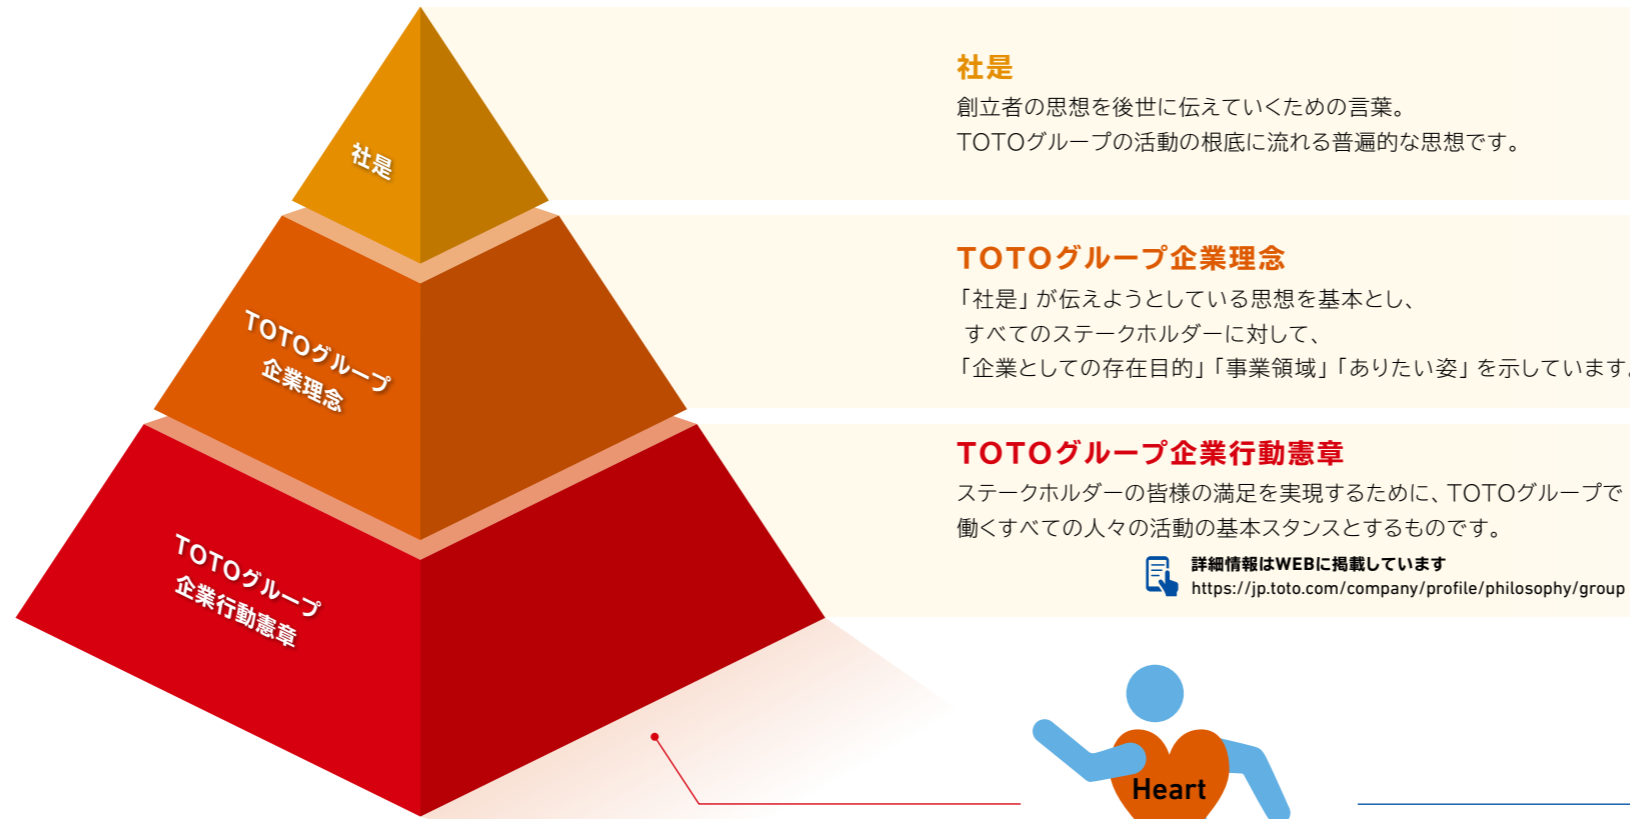 社是
創立者の思想を後世に伝えていくための言葉。
TOTOグループの活動の根底に流れる普遍的な思想です。
社是
TOTOグループ企業理念
「社是」が伝えようとしている思想を基本とし、
すべてのステークホルダーに対して、
「企業としての存在目的」「事業領域」「ありたい姿」を示しています。
TOTOグループ
企業理念
TOTOグループ企業行動憲章
ステークホルダーの皆様の満足を実現するために、TOTOグループで
働くすべての人々の活動の基本スタンスとするものです。
TOTOグループ
企業行動憲章
詳細情報はWEBに掲載しています
https://jp.toto.com/company/profile/philosophy/group
Heart